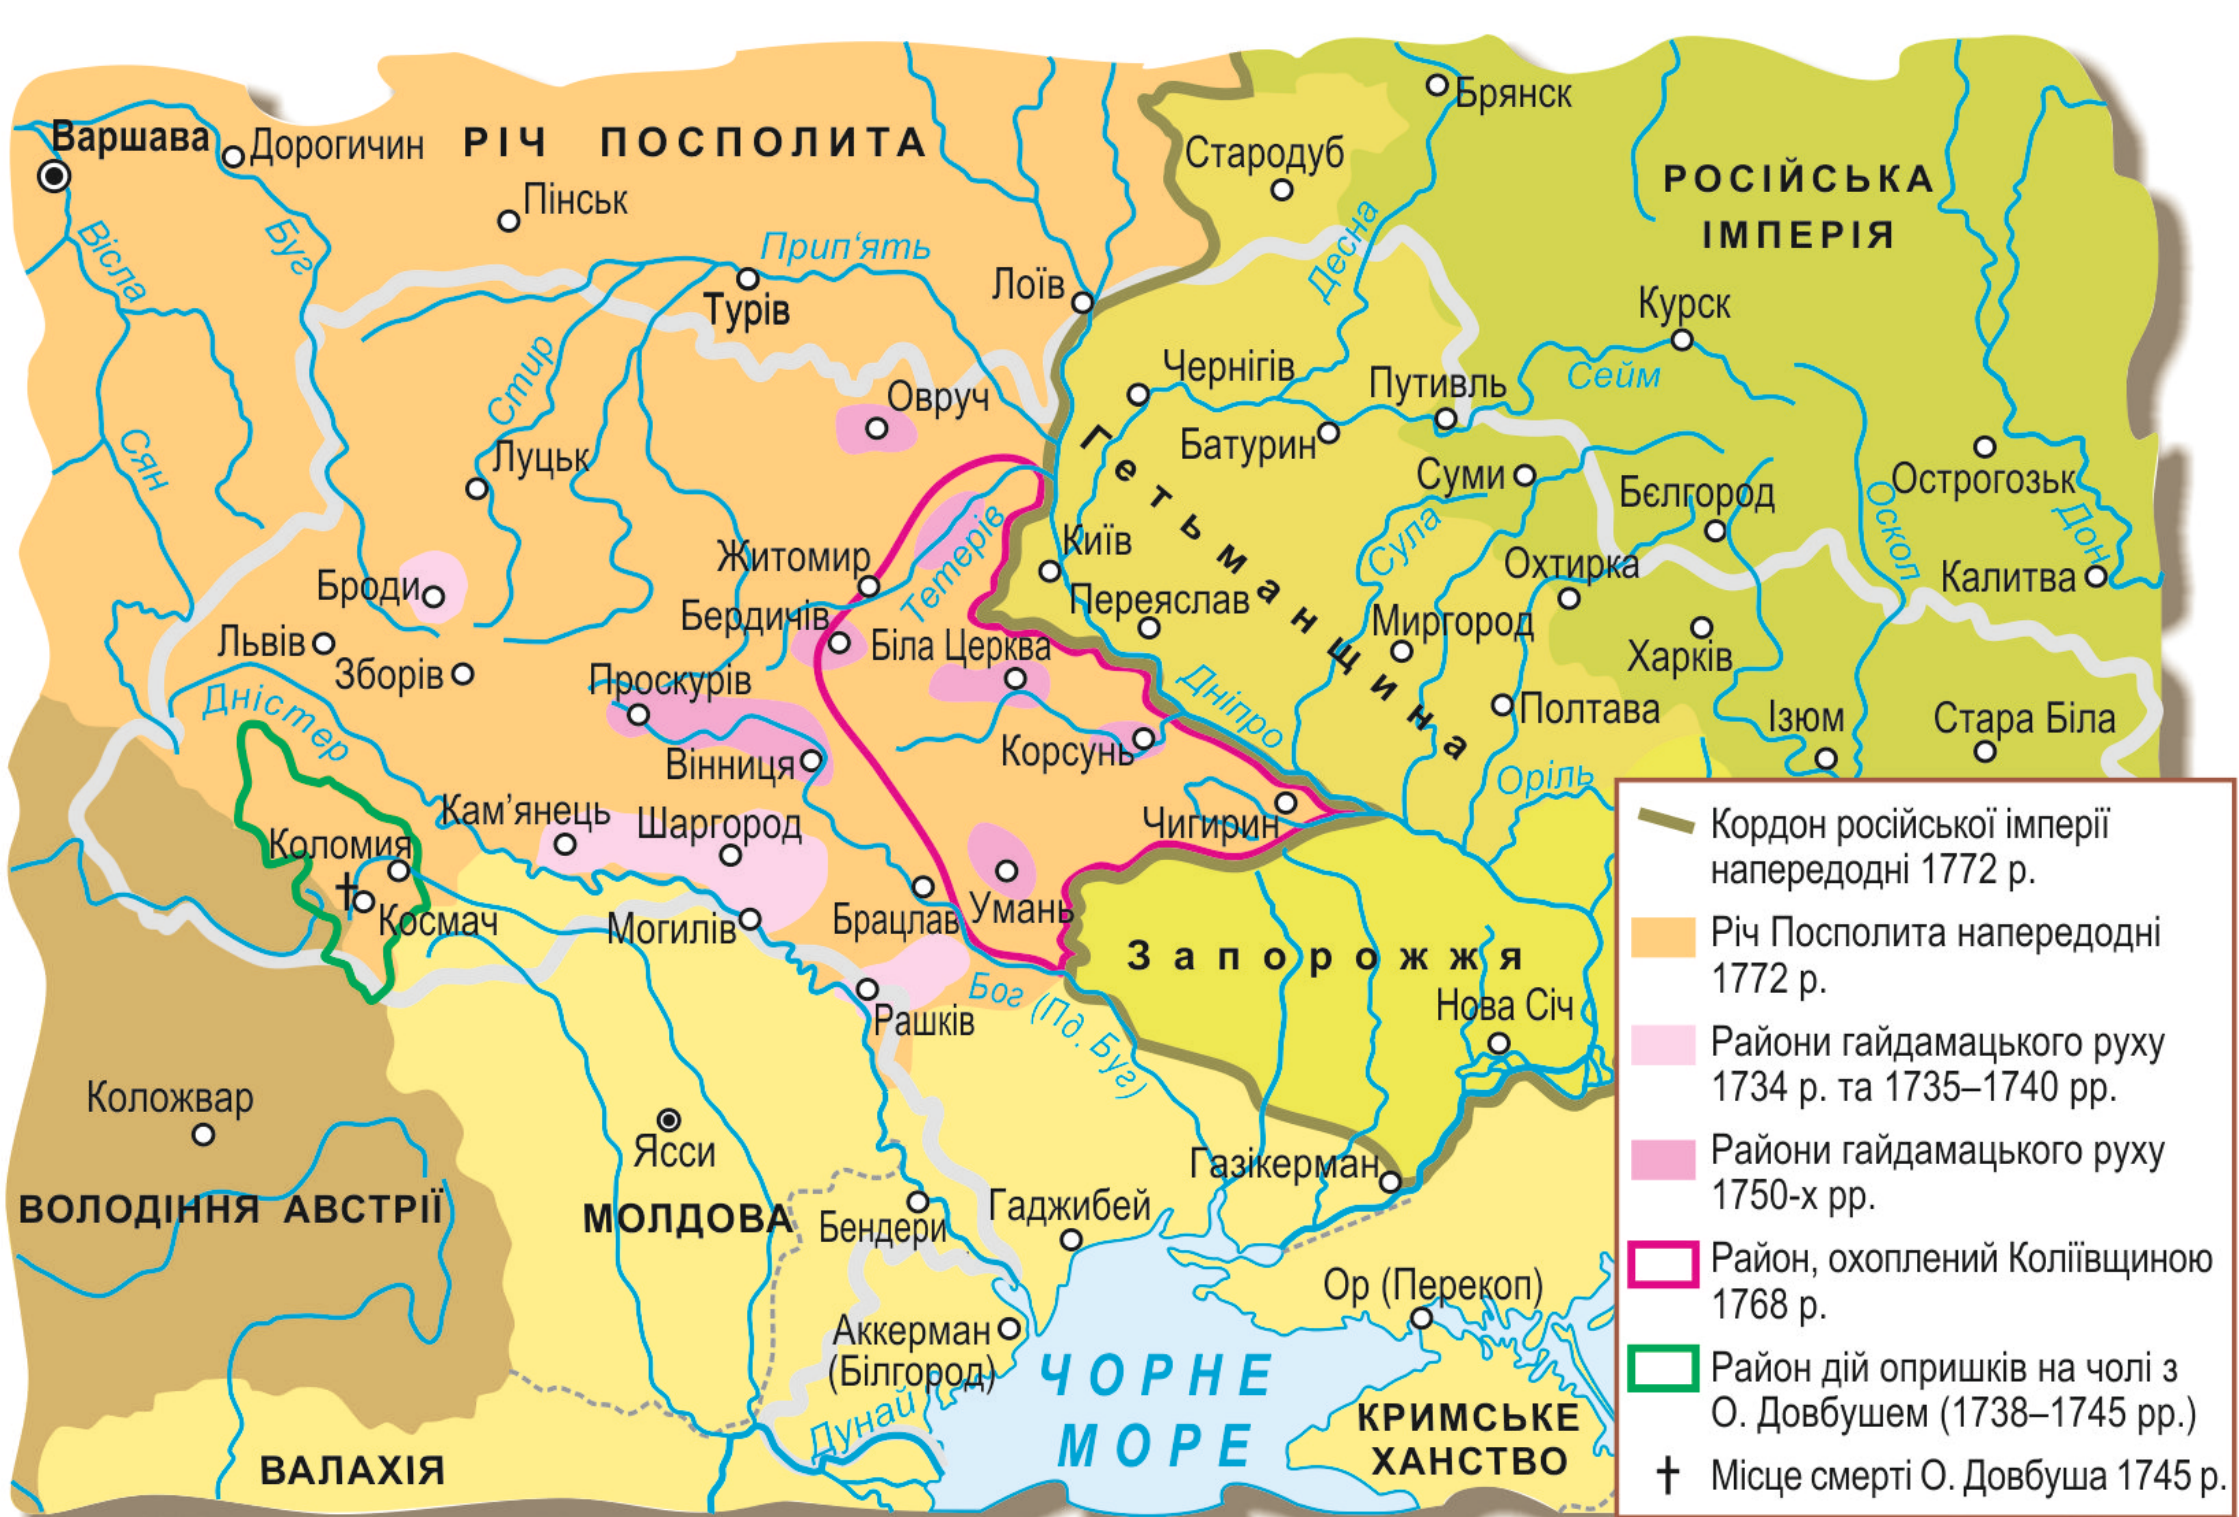 Брянск
Варшава
Дорогичин
РІЧ ПОСПОЛИТА
Стародуб
РОСІЙСЬКА
ІМПЕРІЯ
Пінськ
Вісла
Буг
Прип‘ять
Десна
Турів
Лоїв
Курск
Стир
Чернігів
Путивль
Сейм
Овруч
Батурин
Сян
Луцьк
Гетьманщина
Суми
Бєлгород
Оскол
Острогозьк
Дон
Житомир
Тетерів
Київ
Сула
Охтирка
Калитва
Броди
Бердичів
Переяслав
Миргород
Львів
Зборів
Біла Церква
Харків
Дністер
Проскурів
Дніпро
Полтава
Ізюм
Стара Біла
Вінниця
Корсунь
Оріль
Кам’янець
Шаргород
Чигирин
Коломия
Космач
Могилів
Брацлав
Умань
Запорожжя
Рашків
Бог (Пд. Буг)
Нова Січ
Коложвар
Ясси
Газікерман
ВОЛОДІННЯ АВСТРІЇ
МОЛДОВА
Бендери
Гаджибей
Ор (Перекоп)
Аккерман
(Білгород)
ЧОРНЕ
МОРЕ
Дунай
КРИМСЬКЕ
ХАНСТВО
ВАЛАХІЯ
Кордон російської імперії
напередодні 1772 р.
Річ Посполита напередодні
1772 р.
Райони гайдамацького руху
1734 р. та 1735–1740 рр.
Райони гайдамацького руху
1750-х рр.
Район, охоплений Коліївщиною
1768 р.
Район дій опришків на чолі з
О. Довбушем (1738–1745 рр.)
Місце смерті О. Довбуша 1745 р.